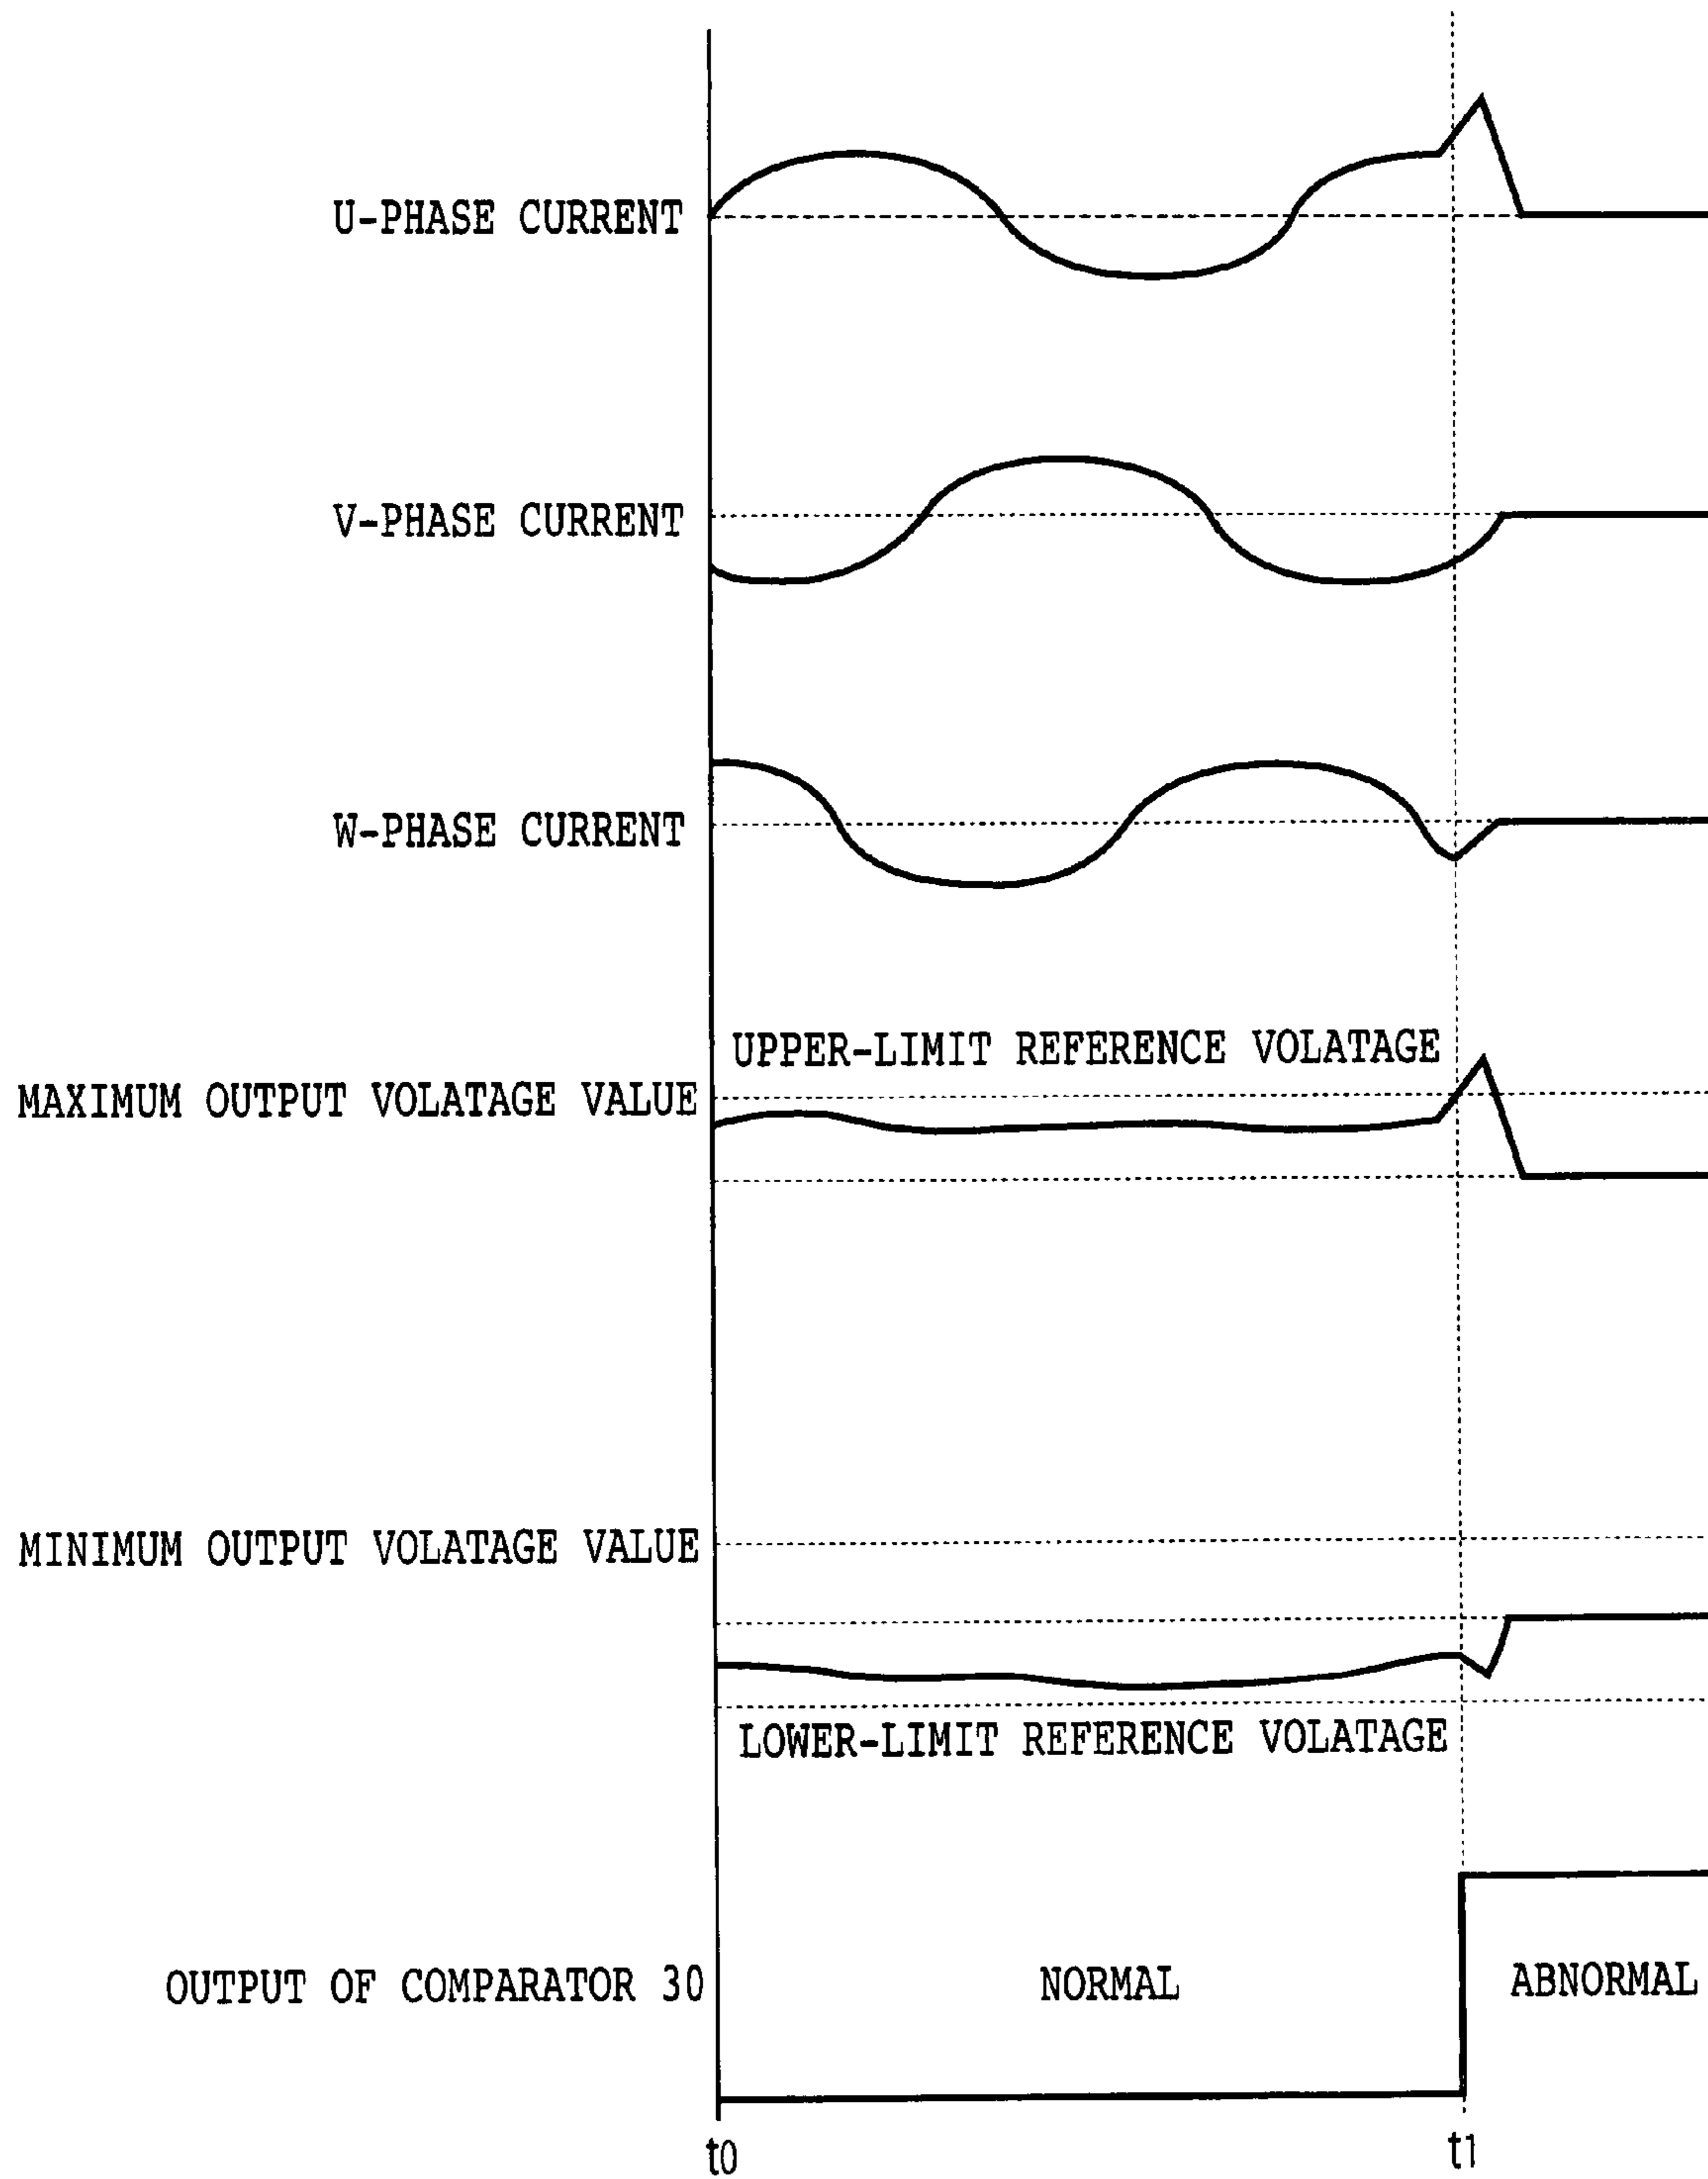 U-PHASE CURRENT
V-PHASE CURRENT
W-PHASE CURRENT
UPPER-LIMIT REFERENCE VOLATAGE
MAXIMUM OUTPUT VOLATAGE VALUE
MINIMUM OUTPUT VOLATAGE VALUE
LOWER-LIMIT REFERENCE VOLATAGE
OUTPUT OF COMPARATOR 30
NORMAL
ABNORMAL
t0
t1